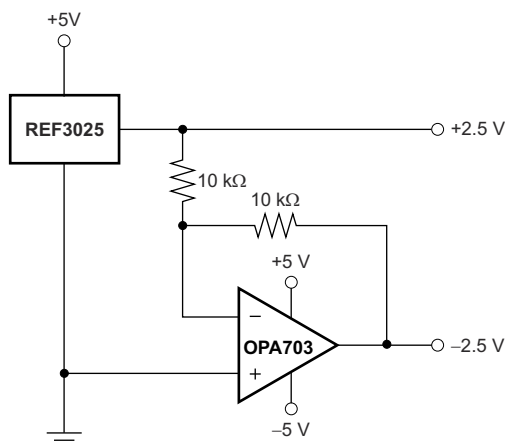 +5V
REF3025
+2.5 V
10 kΩ
10 kΩ
+5 V
−
OPA703
−2.5 V
+
−5 V